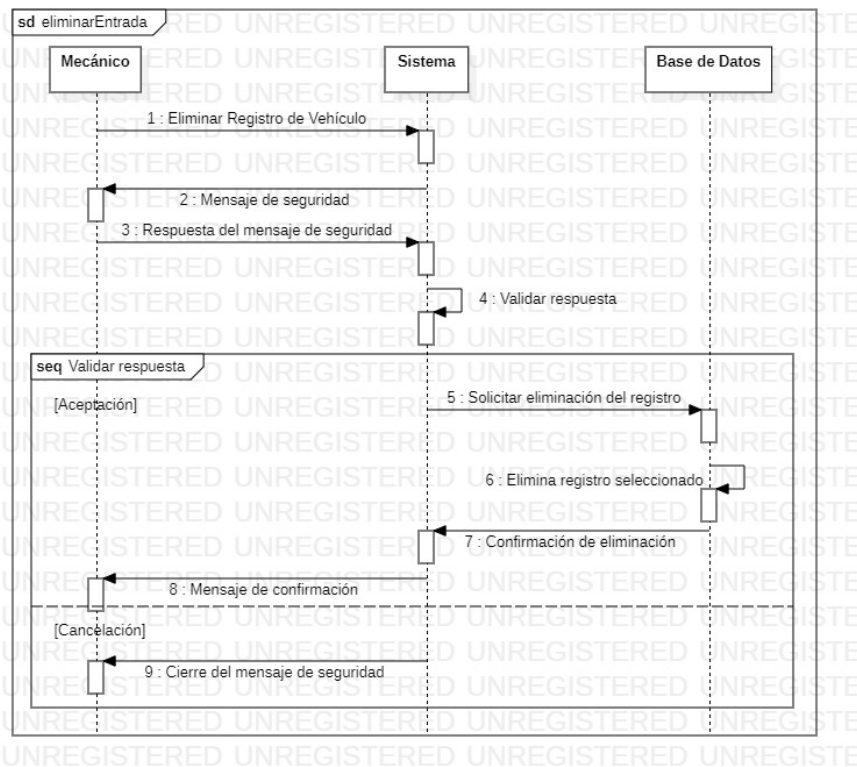 sd eliminarEntrada
Mecánico
Sistema
Base de Datos
1 : Eliminar Registro de Vehículo
2 : Mensaje de seguridad
3 : Respuesta del mensaje de seguridad
4 : Validar respuesta
seq Validar respuesta
[Aceptación]
5 : Solicitar eliminación del registro
6 : Elimina registro seleccionado
7 : Confirmación de eliminación
8 : Mensaje de confirmación
[Cancelación]
9 : Cierre del mensaje de seguridad
UNREGISTERED